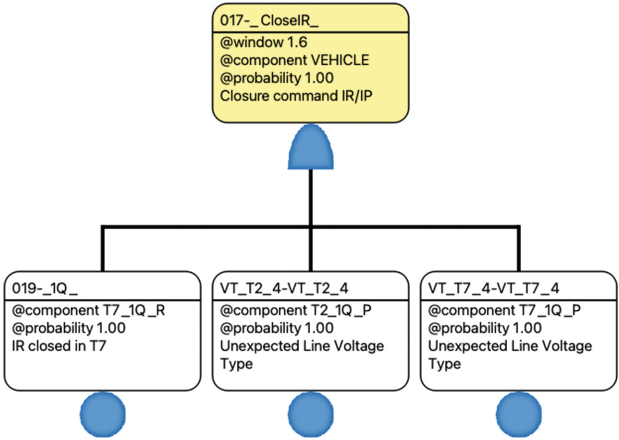 017-_CloseIR_
@window 1.6
@component VEHICLE
@probability 1.00
Closure command IR/IP
019-_1Q_
@component T7_1Q_R
@probability 1.00
IR closed in T7
VT_T2_4-VT_T2_4
@component T2_1Q_P
@probability 1.00
Unexpected Line Voltage
Type
VT_T7_4-VT_T7_4
@component T7_1Q_P
@probability 1.00
Unexpected Line Voltage
Type